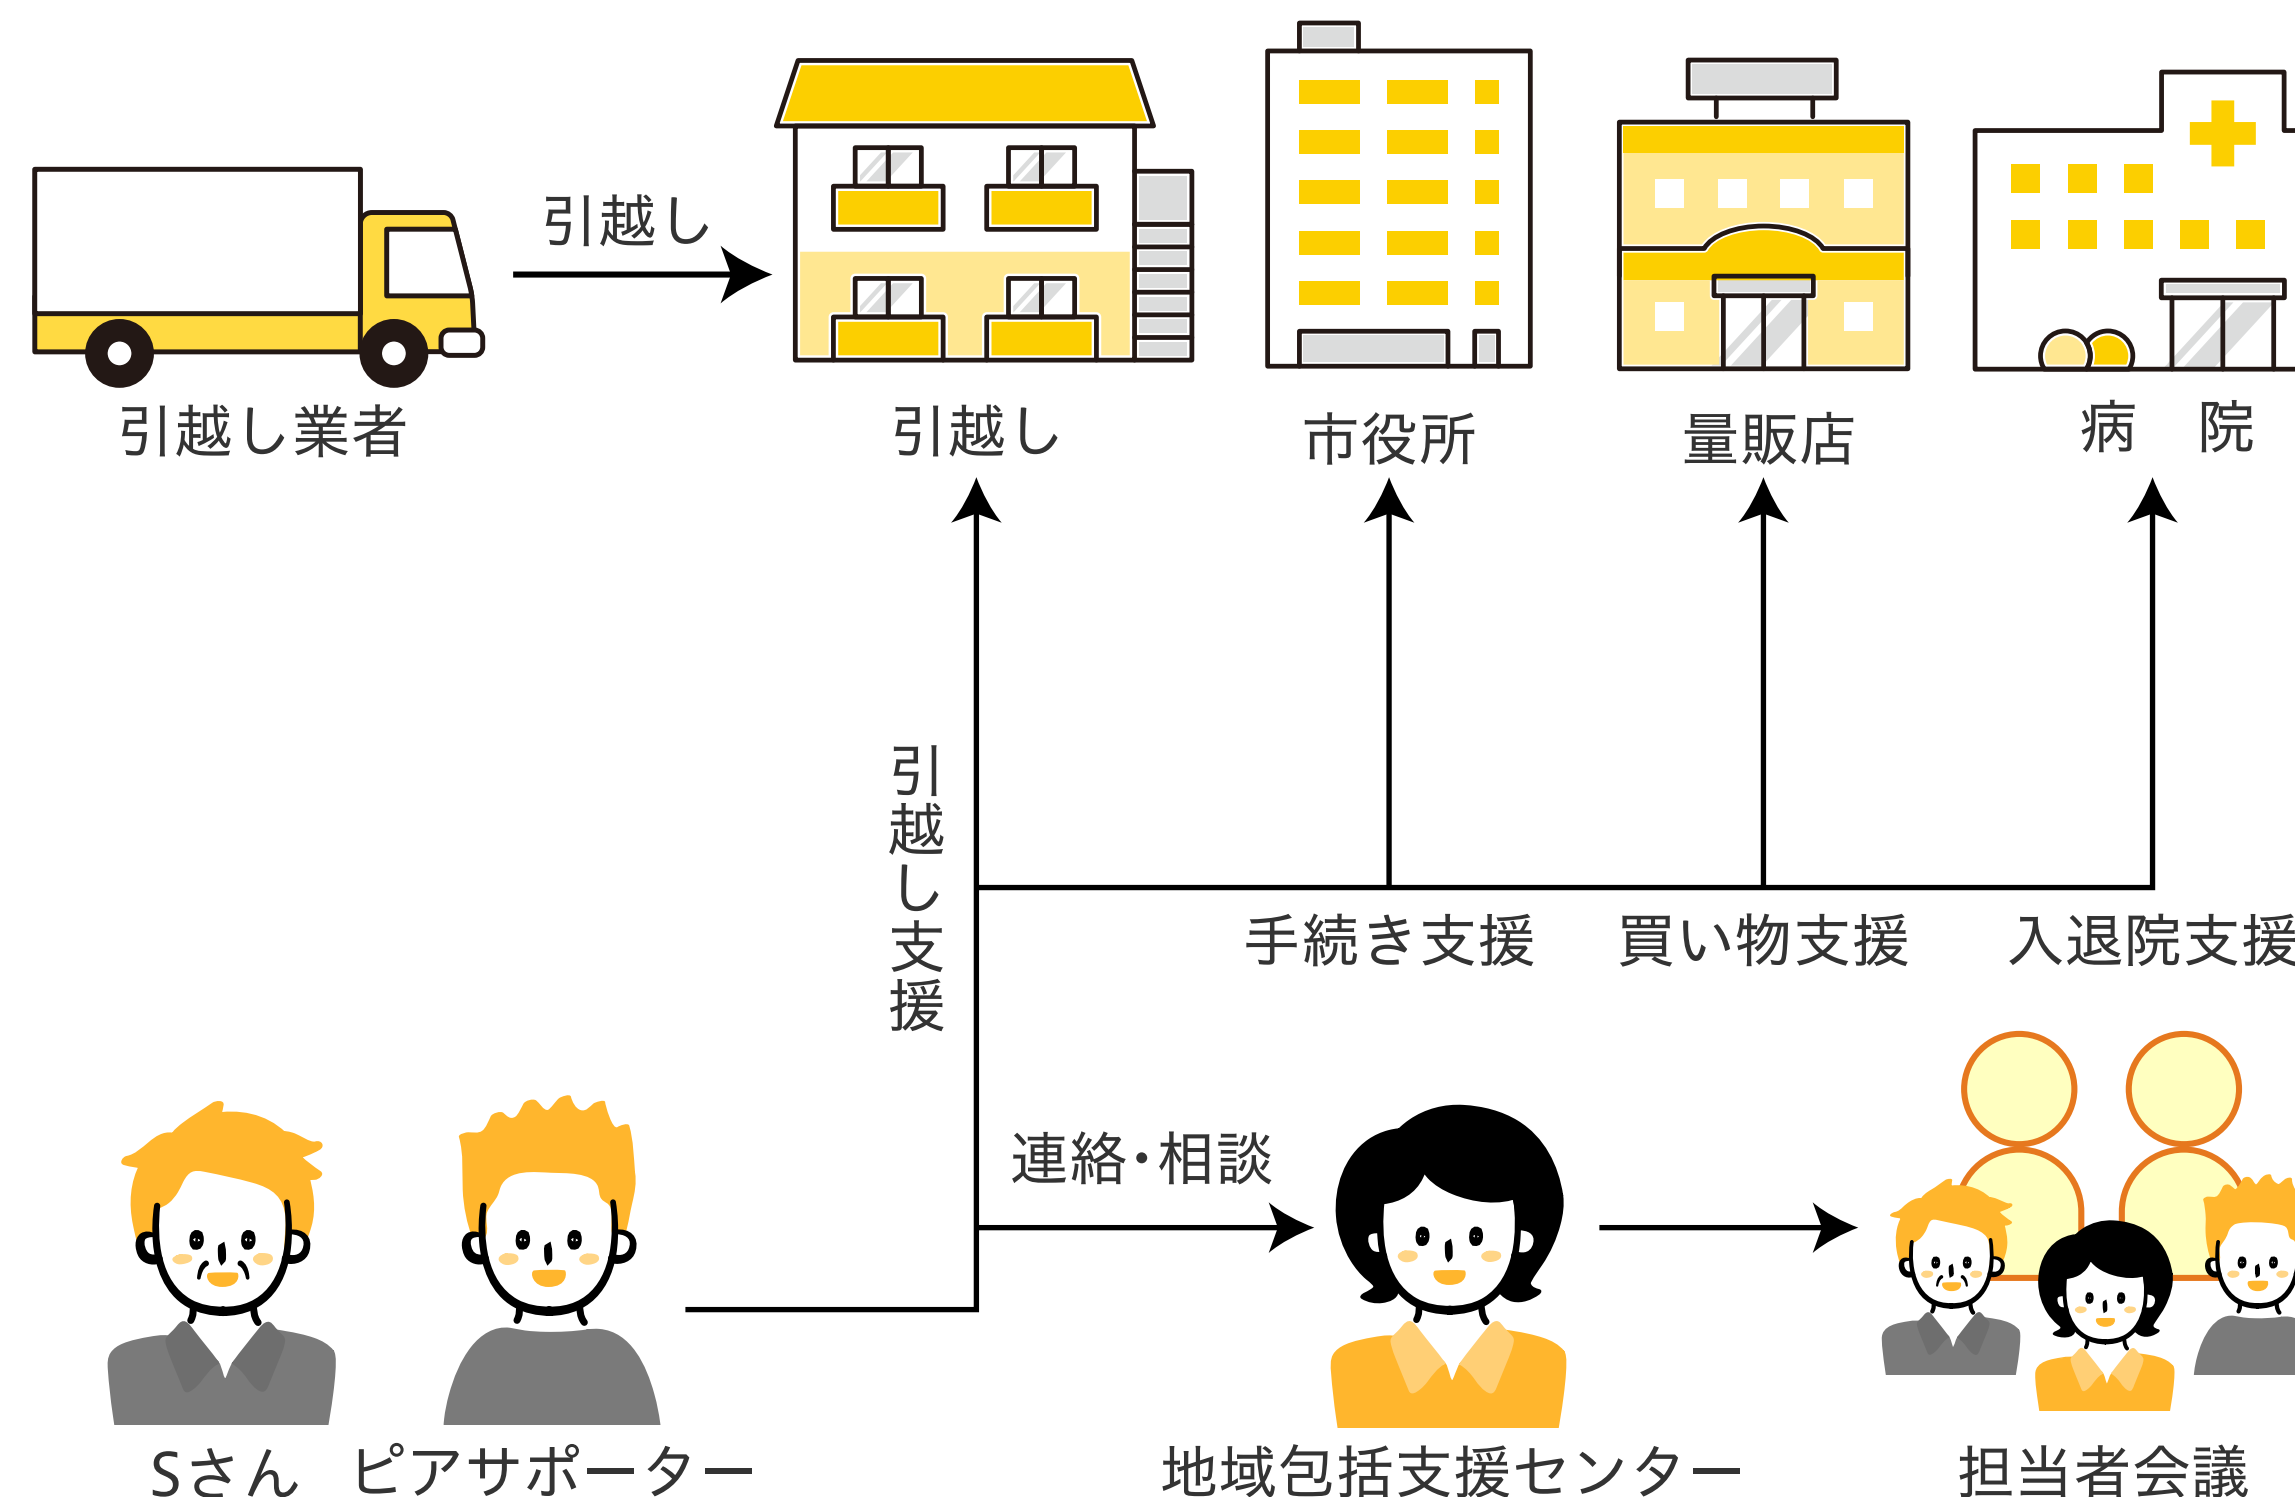 引越し
引越し業者
引越し
市役所
量販店
病　院
引越し支援
手続き支援
買い物支援
入退院支援
連絡・相談
Sさん
ピアサポーター
地域包括支援センター
担当者会議